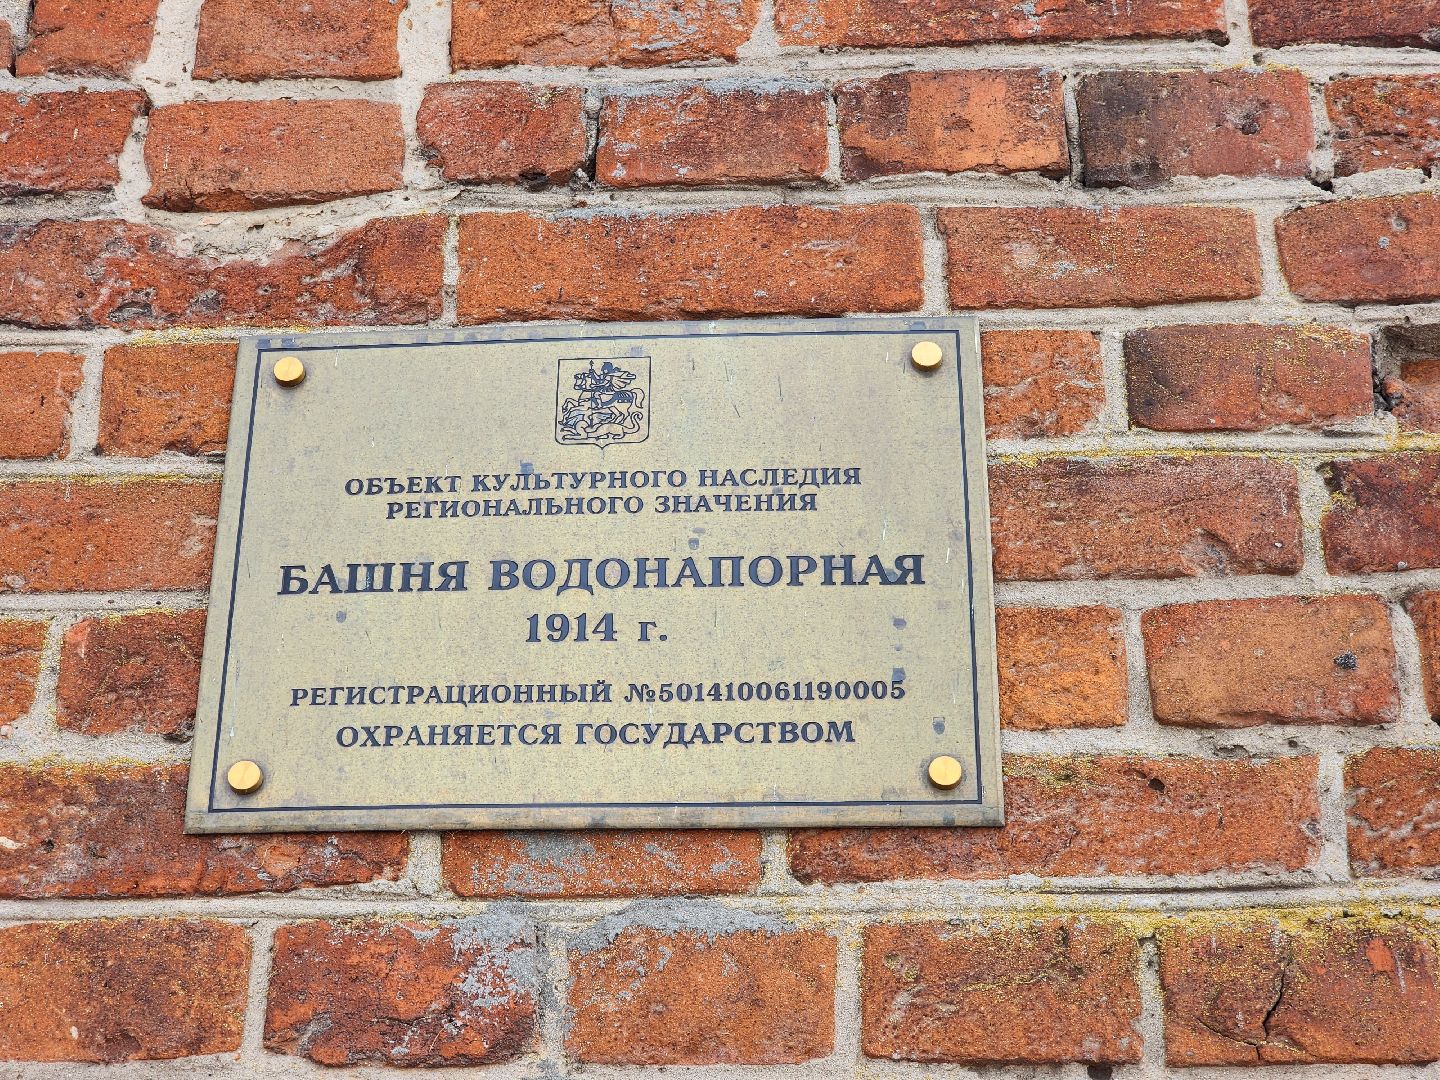 ОБЪЕКТ КУЛЬТУРНОГО НАСЛЕДИЯ
РЕГИОНАЛЬНОГО ЗНАЧЕНИЯ
БАШНЯ ВОДОНАПОРНАЯ
1914 г.
РЕГИСТРАЦИОННЫЙ №501410061190005
ОХРАНЯЕТСЯ ГОСУДАРСТВОМ